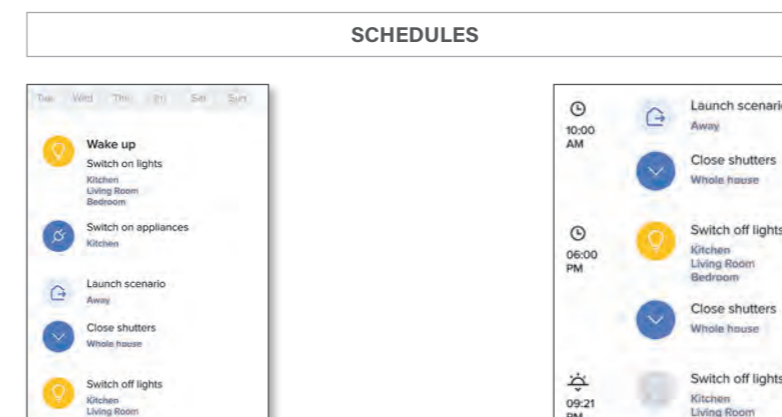 SCHEDULES
Tue Wed Thu Fri Sat Sun
Wake up
Switch on lights
Kitchen
Living Room
Bedroom
Switch on appliances
Kitchen
Launch scenario
Away
Close shutters
Whole house
Switch off lights
Kitchen
Living Room
10:00
AM
Launch scenario
Away
Close shutters
Whole house
06:00
PM
Switch off lights
Kitchen
Living Room
Bedroom
Close shutters
Whole house
09:21
PM
Switch off lights
Kitchen
Living Room